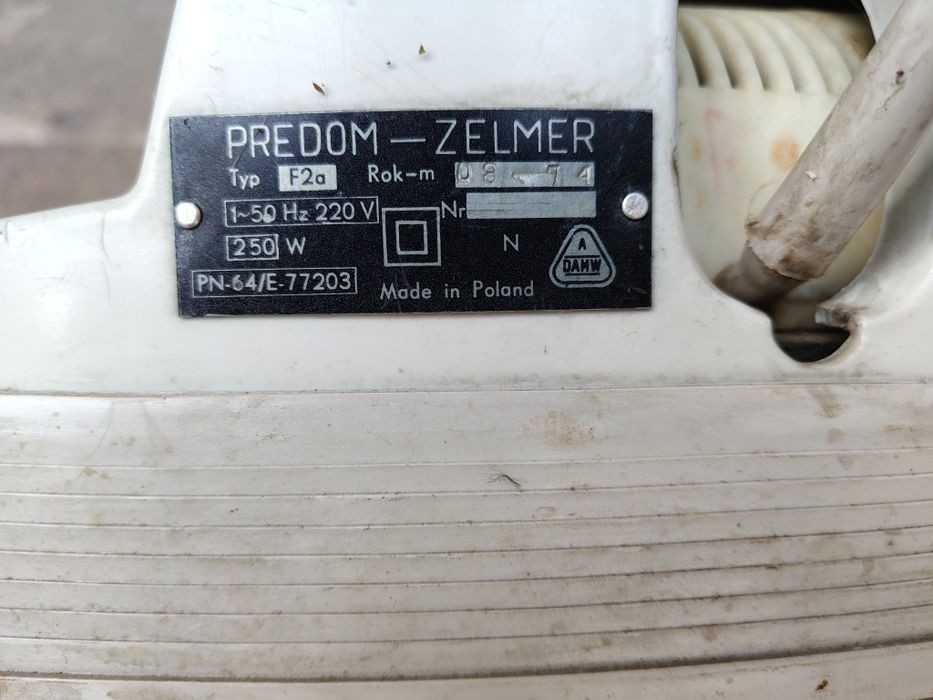 PREDOM — ZELMER
Typ F2a Rok-m 08 - 74
1~50 Hz 220 V Nr
250 W N
A
DAMW
PN-64/E-77203
Made in Poland